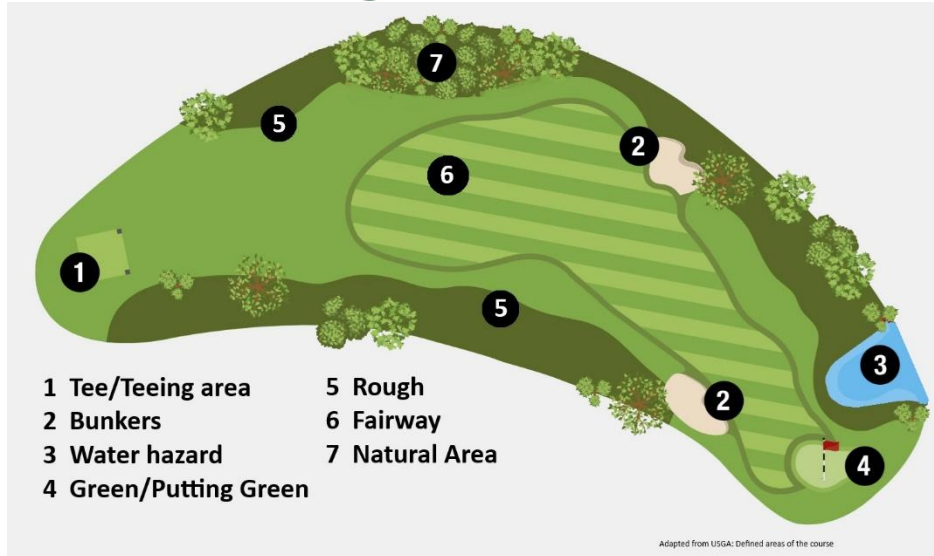 7
5
2
6
1
5
3
2
4
1 Tee/Teeing area
2 Bunkers
3 Water hazard
4 Green/Putting Green
5 Rough
6 Fairway
7 Natural Area
Adapted from USGA: Defined areas of the course